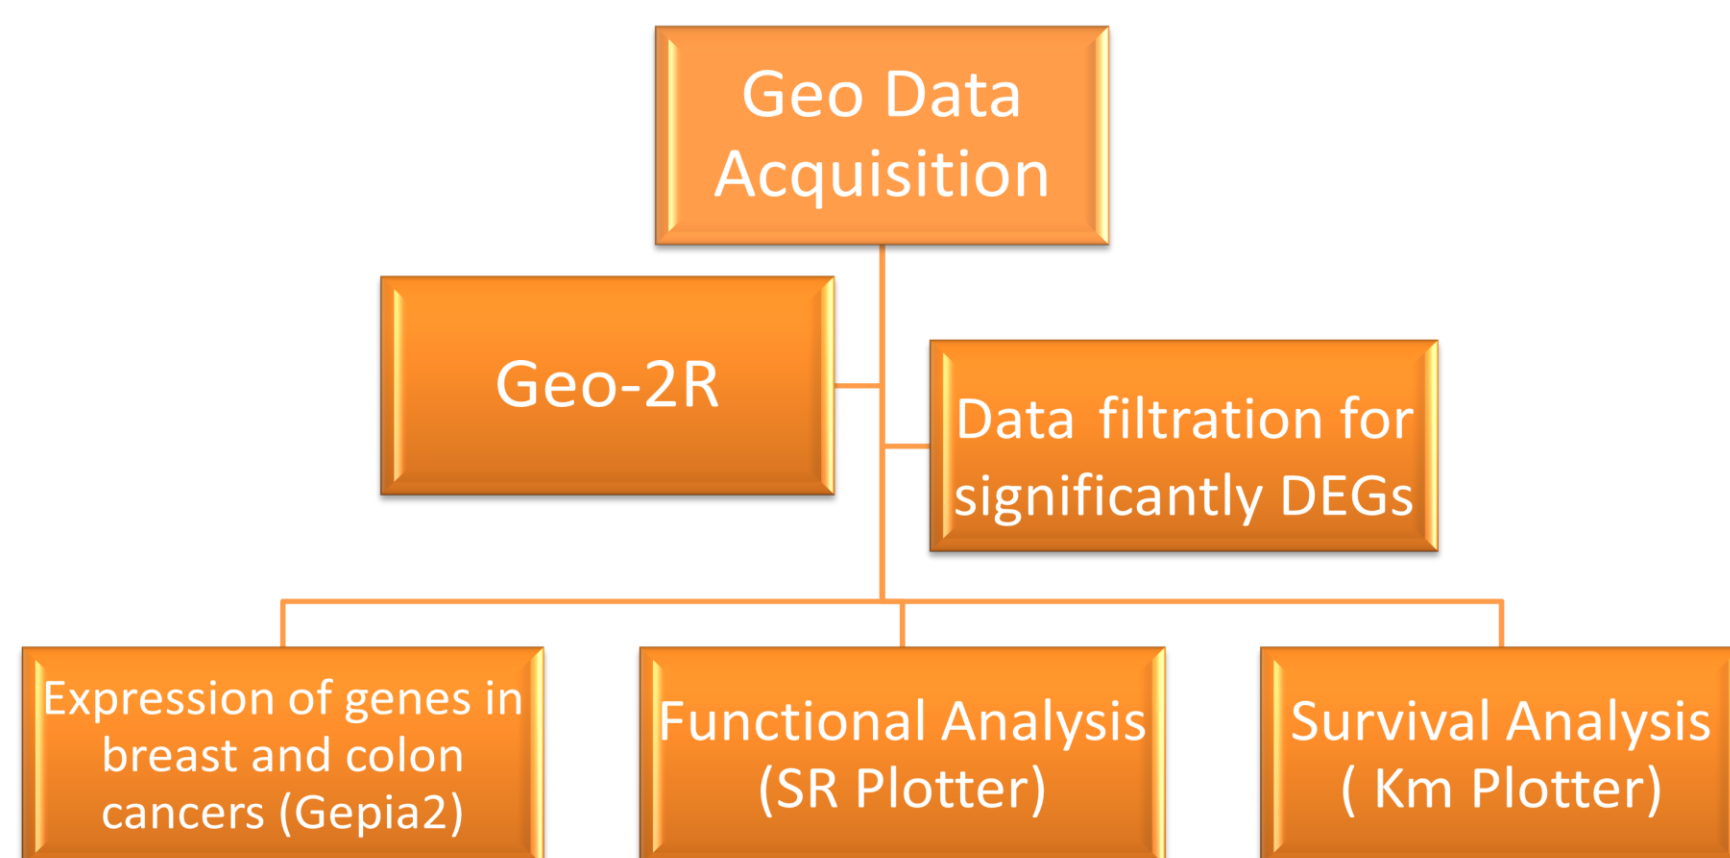 Geo Data
Acquisition
Geo-2R
Data filtration for
significantly DEGs
Expression of genes in
breast and colon
cancers (Gepia2)
Functional Analysis
(SR Plotter)
Survival Analysis
( Km Plotter)